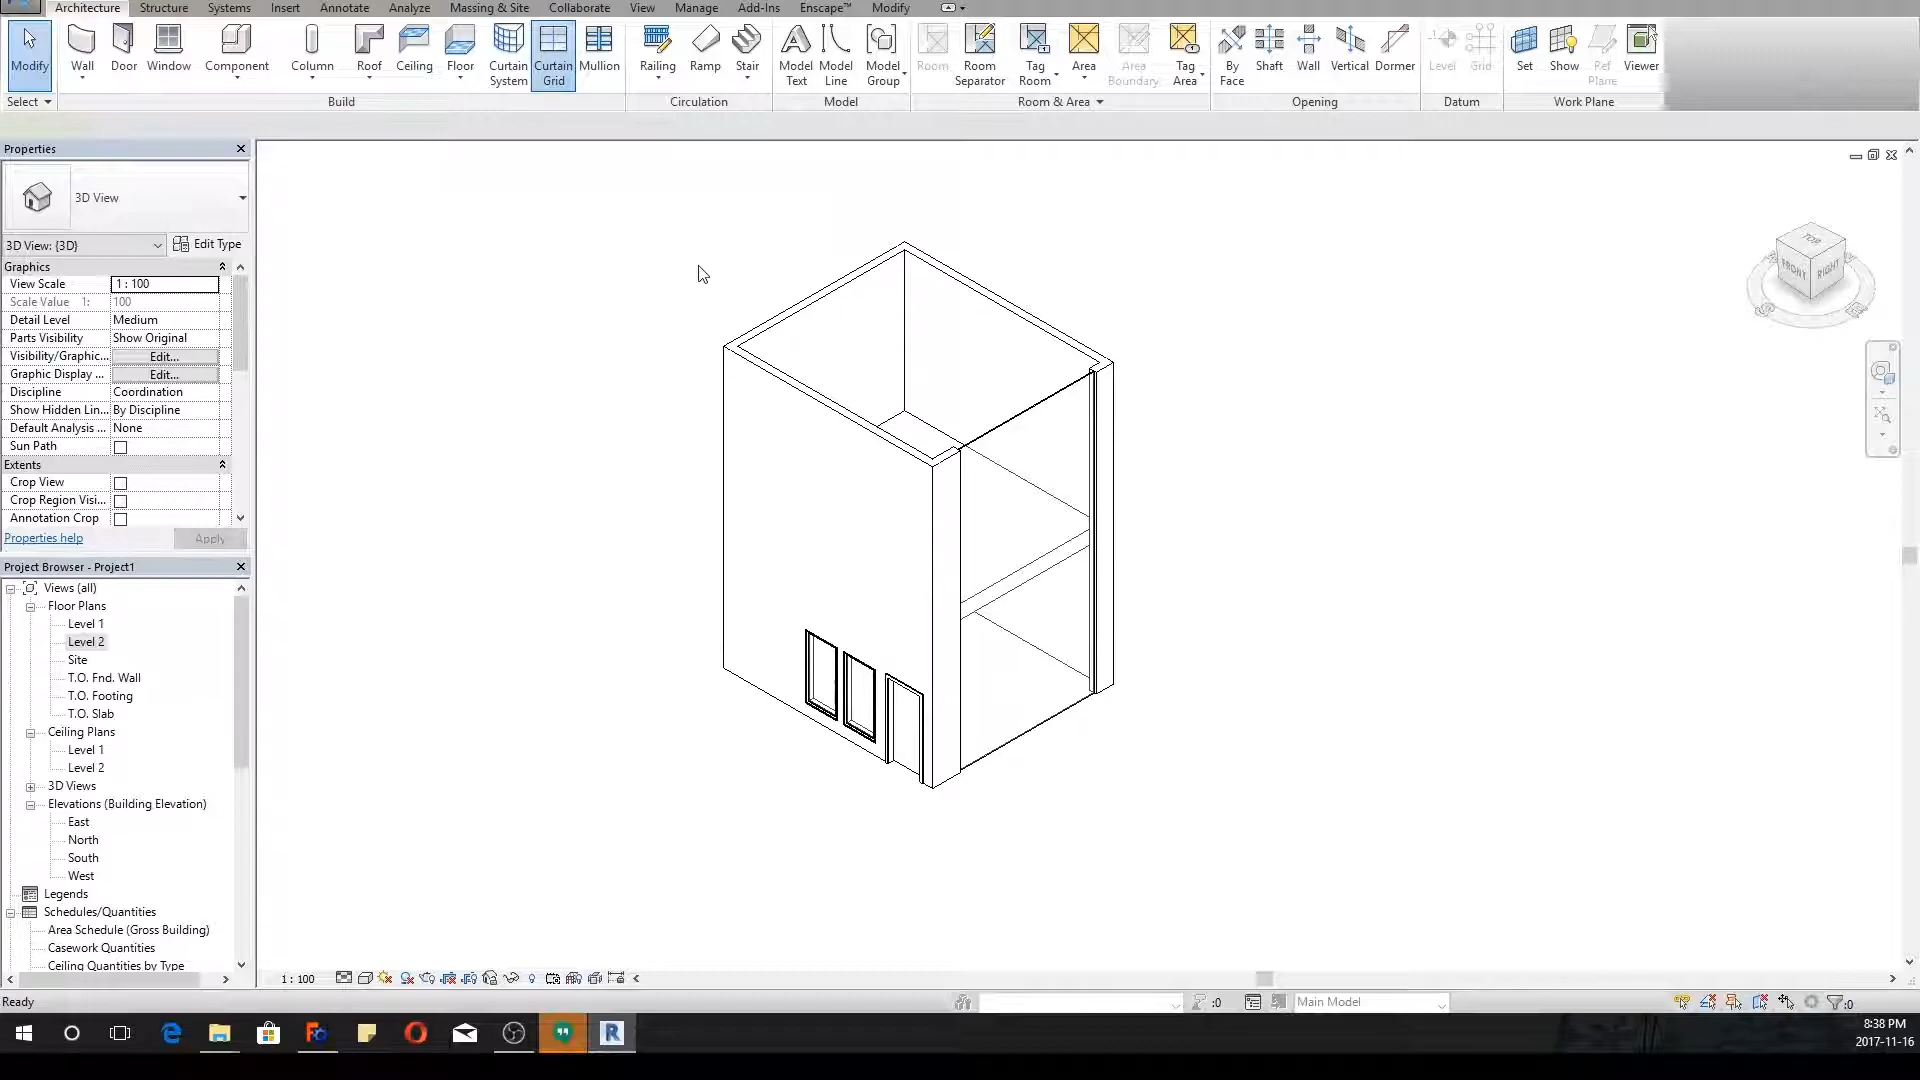 Architecture Structure Systems Insert Annotate Analyze Massing & Site Collaborate View Manage Add-Ins Enscape™ Modify
Modify Wall Door Window Component Column Roof Ceiling Floor Curtain System Curtain Grid Mullion Railing Ramp Stair Model Text Model Line Model Group Room Room Separator Tag Room Area Area Boundary Tag Area By Face Shaft Wall Vertical Dormer Level Grid Set Show Ref Plane Viewer
Select Build Circulation Model Room & Area Opening Datum Work Plane
Properties
3D View
3D View: {3D} Edit Type
Graphics
View Scale 1 : 100
Scale Value 1: 100
Detail Level Medium
Parts Visibility Show Original
Visibility/Graphic... Edit...
Graphic Display ... Edit...
Discipline Coordination
Show Hidden Lin... By Discipline
Default Analysis ... None
Sun Path
Extents
Crop View
Crop Region Visi...
Annotation Crop
Properties help Apply
Project Browser - Project1
Views (all)
Floor Plans
Level 1
Level 2
Site
T.O. Fnd. Wall
T.O. Footing
T.O. Slab
Ceiling Plans
Level 1
Level 2
3D Views
Elevations (Building Elevation)
East
North
South
West
Legends
Schedules/Quantities
Area Schedule (Gross Building)
Casework Quantities
Ceiling Quantities by Type
TOP
FRONT RIGHT
1 : 100
Ready :0 Main Model :0
8:38 PM
2017-11-16